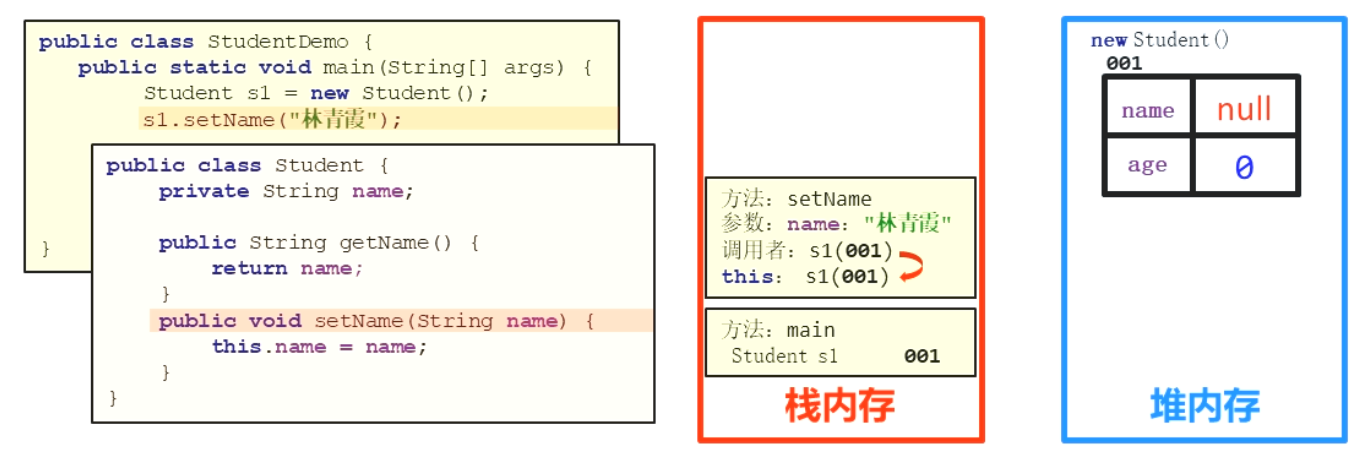 public class StudentDemo {
public static void main(String[] args) {
Student s1 = new Student();
s1.setName("林青霞");
}
public class Student {
private String name;
public String getName() {
return name;
}
public void setName(String name) {
this.name = name;
}
}
方法: setName
参数: name: "林青霞"
调用者: s1(001)
this: s1(001)
方法: main
Student s1 001
栈内存
new Student()
001
name null
age 0
堆内存